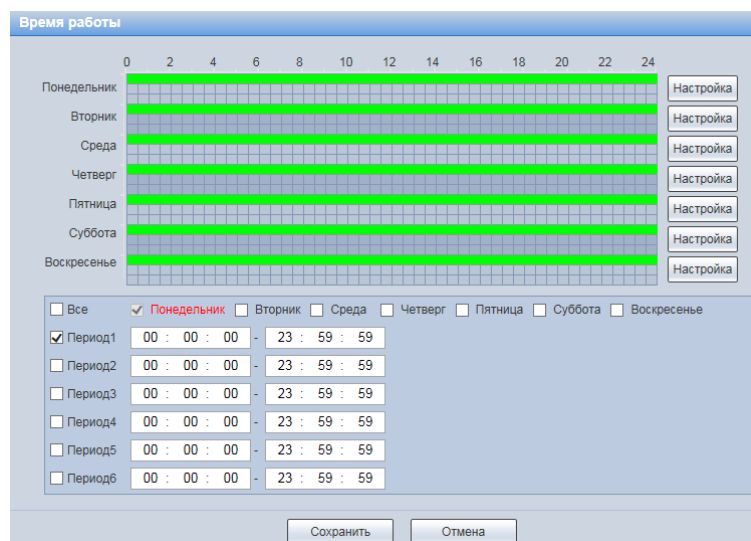 Время работы
0 2 4 6 8 10 12 14 16 18 20 22 24
Понедельник Настройка
Вторник Настройка
Среда Настройка
Четверг Настройка
Пятница Настройка
Суббота Настройка
Воскресенье Настройка
Все Понедельник Вторник Среда Четверг Пятница Суббота Воскресенье
Период1 00 : 00 : 00 - 23 : 59 : 59
Период2 00 : 00 : 00 - 23 : 59 : 59
Период3 00 : 00 : 00 - 23 : 59 : 59
Период4 00 : 00 : 00 - 23 : 59 : 59
Период5 00 : 00 : 00 - 23 : 59 : 59
Период6 00 : 00 : 00 - 23 : 59 : 59
Сохранить Отмена